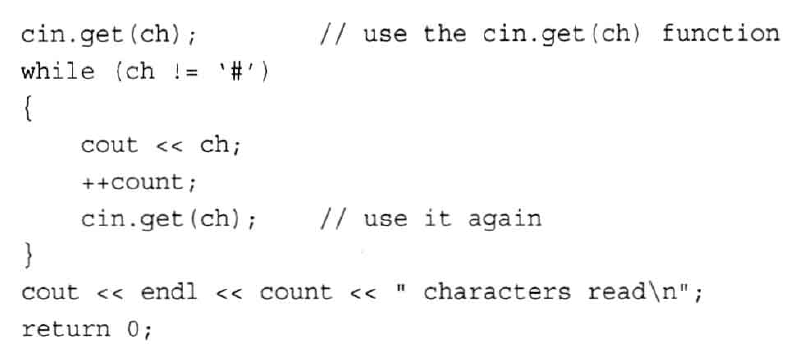 cin.get(ch);          // use the cin.get(ch) function
while (ch != ‘#’)
{
    cout << ch;
    ++count;
    cin.get(ch);     // use it again
}
cout << endl << count << " characters read\n";
return 0;